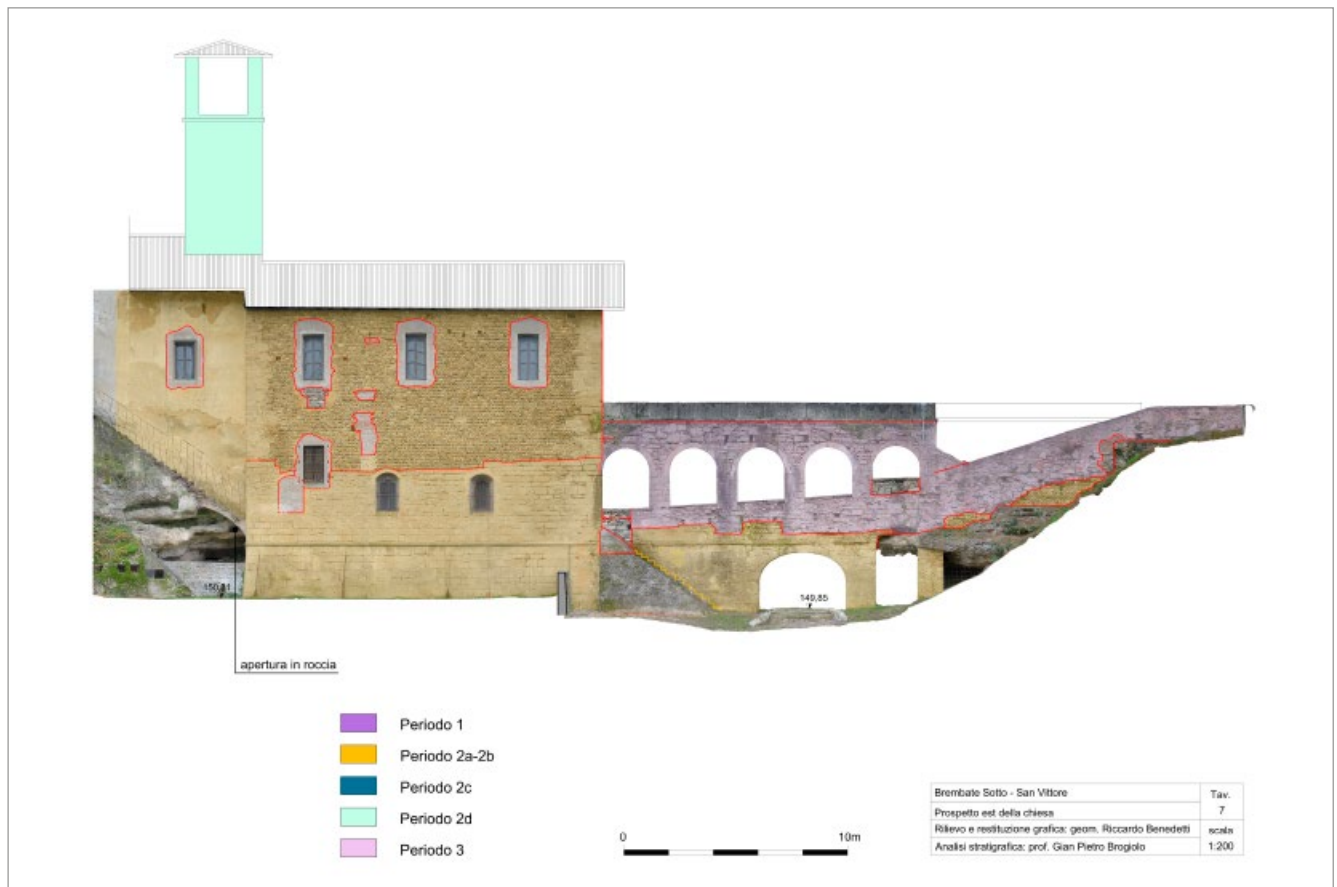 149,85
apertura in roccia
Periodo 1
Periodo 2a-2b
Periodo 2c
Periodo 2d
Periodo 3
0 10m
Brembate Sotto - San Vittore
Prospetto est della chiesa
Rilievo e restituzione grafica: geom. Riccardo Benedetti
Analisi stratigrafica: prof. Gian Pietro Brogiolo
Tav.
7
scala
1:200